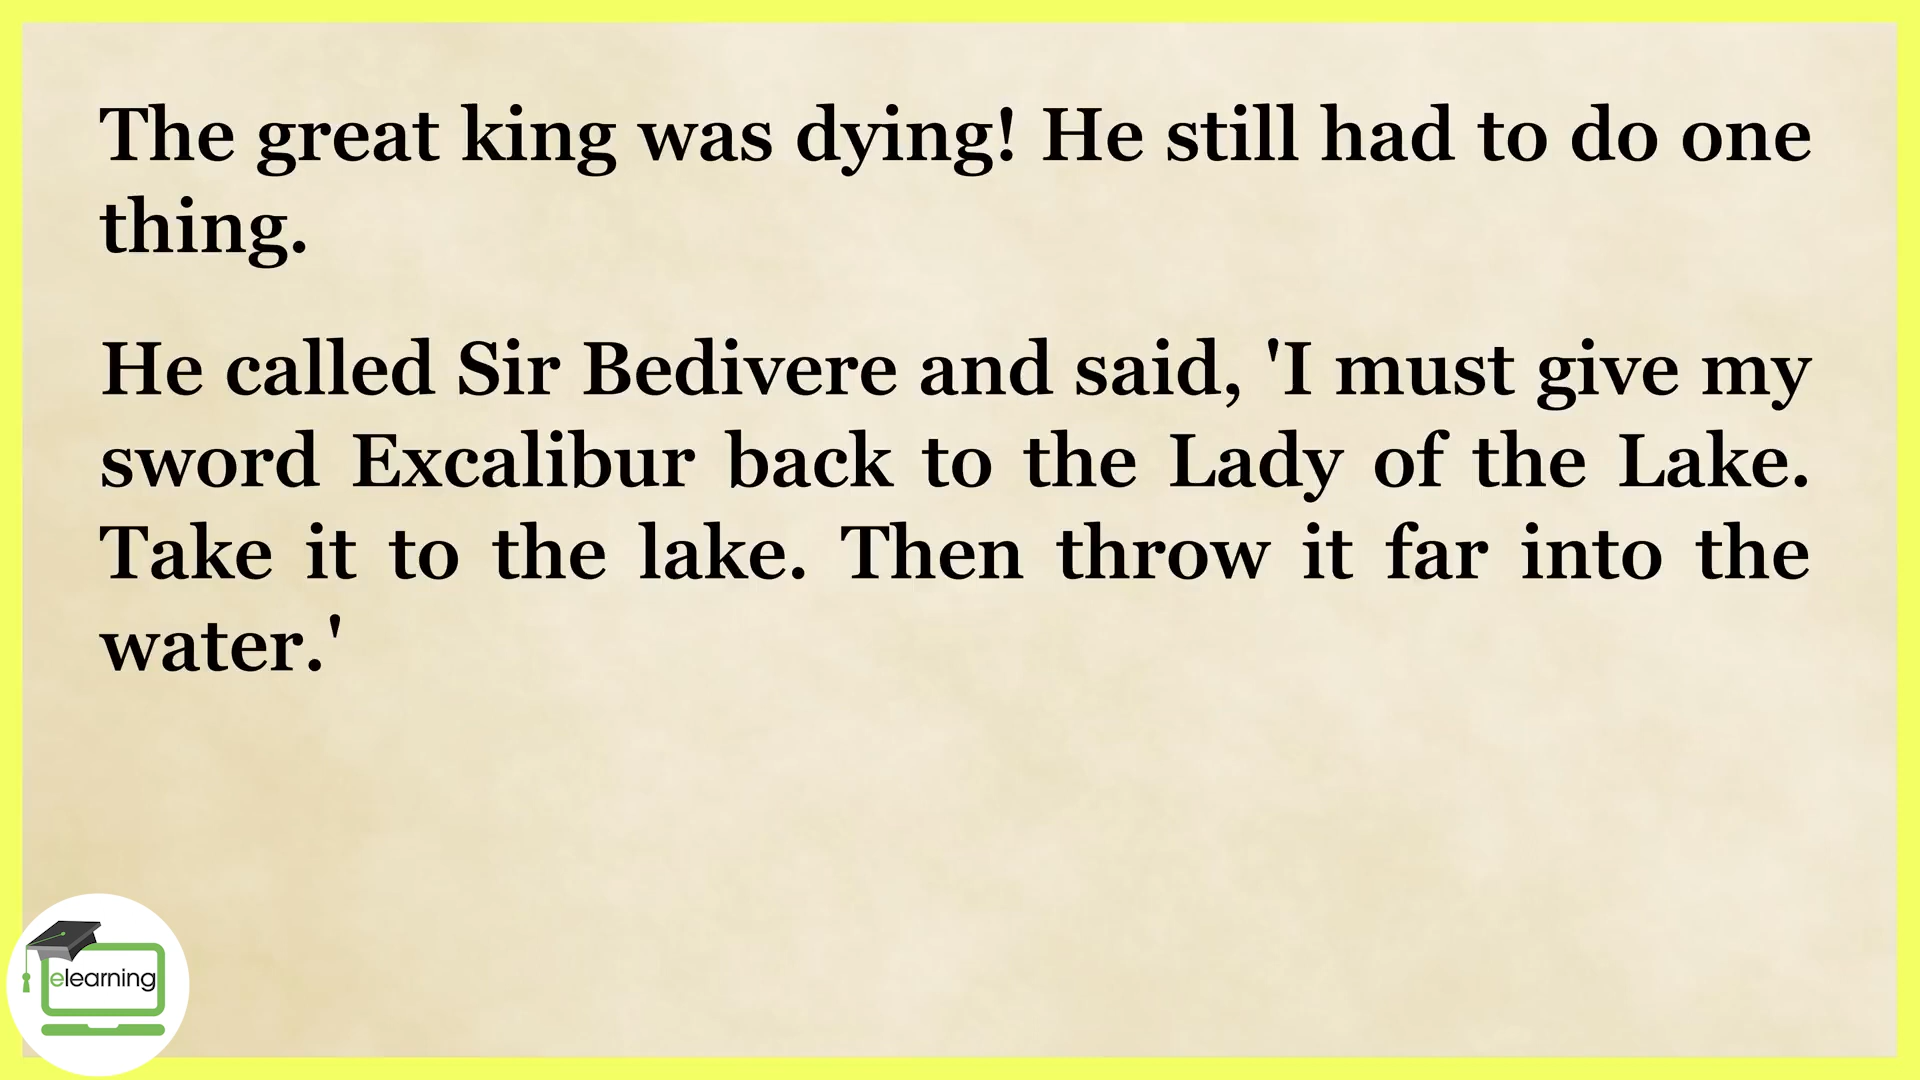 The great king was dying! He still had to do one
thing.
He called Sir Bedivere and said, 'I must give my
sword Excalibur back to the Lady of the Lake.
Take it to the lake. Then throw it far into the
water.'
elearning